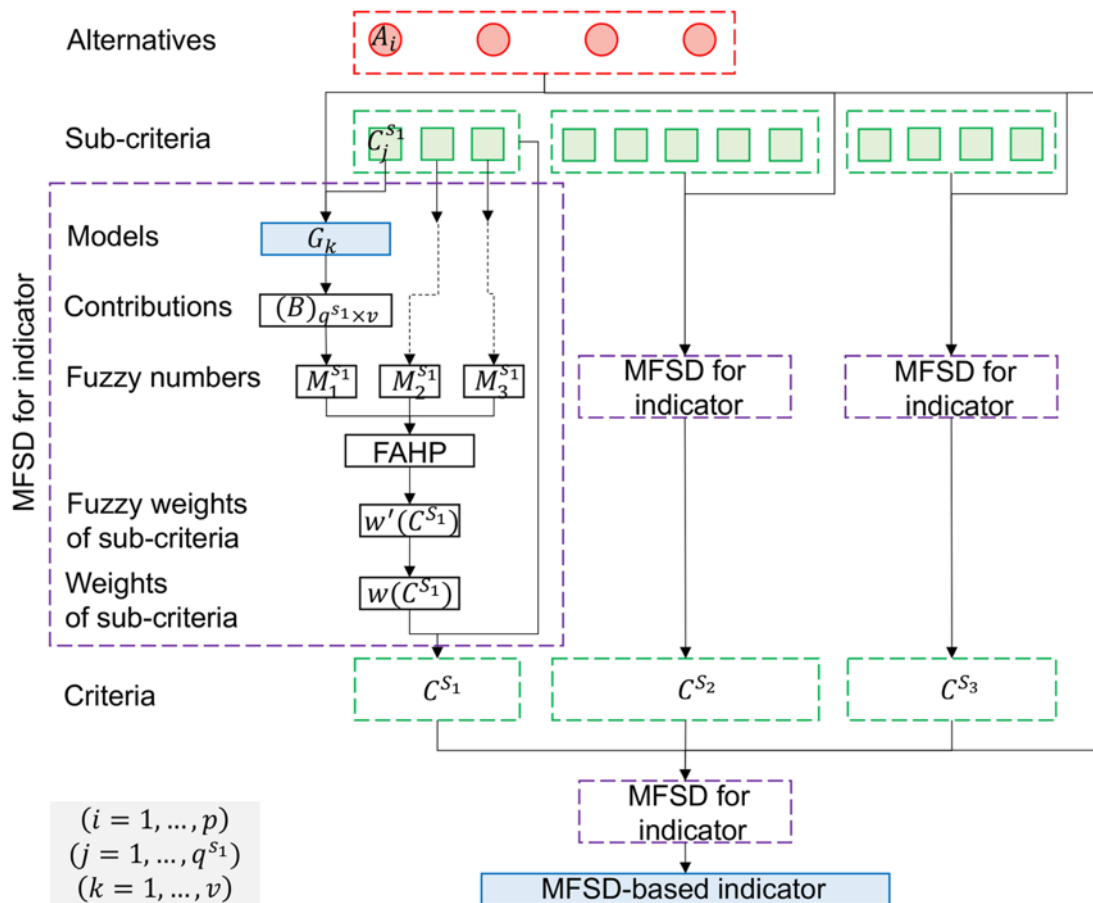 Alternatives
A_i
Sub-criteria
C_j^{s_1}
MFSD for indicator
Models
G_k
Contributions
(B)_{q^{s_1}×v}
Fuzzy numbers
M_1^{s_1} M_2^{s_1} M_3^{s_1}
MFSD for
indicator
MFSD for
indicator
FAHP
Fuzzy weights
of sub-criteria
w′(C^{S_1})
Weights
of sub-criteria
w(C^{S_1})
Criteria
C^{S_1} C^{S_2} C^{S_3}
MFSD for
indicator
MFSD-based indicator
(i = 1, …, p)
(j = 1, …, q^{s_1})
(k = 1, …, v)